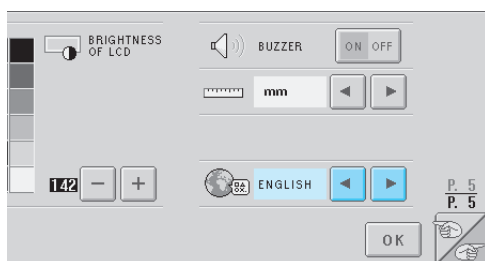 BRIGHTNESS
OF LCD
142
− +
BUZZER
ON OFF
mm
ENGLISH
P. 5
P. 5
OK